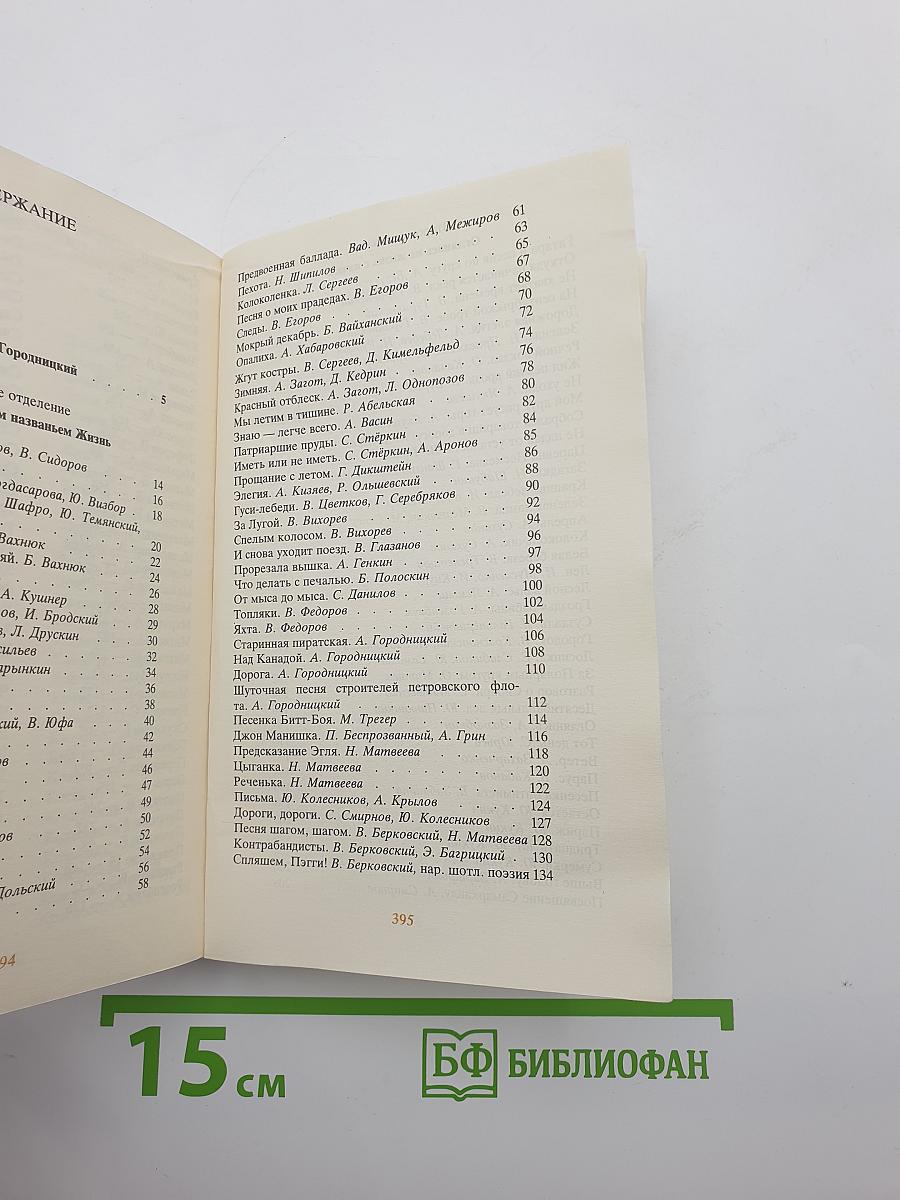 ЕРЖАНИЕ
Городницкий . . . . 5
е отделение
м названьем Жизнь
ов, В. Сидоров
. . . . 14
гдасарова, Ю. Визбор . 16
Шафро, Ю. Темянский, 18
. . . . 20
Вахнюк . . . 22
яй. Б. Вахнюк . . . 24
. . . . 26
А. Кушнер . . . 28
ов, И. Бродский . . . 29
в, Л. Друскин . . . 30
сильев . . . 32
арынкин . . . 34
. . . . 36
. . . . 38
кий, В. Юфа . . . 40
. . . . 42
ов . . . 44
. . . . 46
. . . . 47
. . . . 49
. . . . 50
ов . . . 52
. . . . 54
. . . . 56
Дольский . . . 58
94
Предвоенная баллада. Вад. Мищук, А, Межиров 61
Пехота. Н. Шипилов . . . . 63
Колоколенка. Л. Сергеев . . . . 65
Песня о моих прадедах. В. Егоров . . . 67
Следы. В. Егоров . . . . 68
Мокрый декабрь. Б. Вайханский . . . 70
Опалиха. А. Хабаровский . . . . 72
Жгут костры. В. Сергеев, Д. Кимельфельд . . 74
Зимняя. А. Загот, Д. Кедрин . . . 76
Красный отблеск. А. Загот, Л. Однопозов . . 78
Мы летим в тишине. Р. Абельская . . . 80
Знаю — легче всего. А. Васин . . . 82
Патриаршие пруды. С. Стёркин . . . 84
Иметь или не иметь. С. Стёркин, А. Аронов . 85
Прощание с летом. Г. Дикштейн . . . 86
Элегия. А. Кизяев, Р. Ольшевский . . . 88
Гуси-лебеди. В. Цветков, Г. Серебряков . . 90
За Лугой. В. Вихорев . . . . 92
Спелым колосом. В. Вихорев . . . . 94
И снова уходит поезд. В. Глазанов . . . 96
Прорезала вышка. А. Генкин . . . . 97
Что делать с печалью. Б. Полоскин . . . 98
От мыса до мыса. С. Данилов . . . . 100
Топляки. В. Федоров . . . . 102
Яхта. В. Федоров . . . . 104
Старинная пиратская. А. Городницкий . . . 106
Над Канадой. А. Городницкий . . . . 108
Дорога. А. Городницкий . . . . 110
Шуточная песня строителей петровского фло-
та. А. Городницкий . . . . 112
Песенка Битт-Боя. М. Трегер . . . . 114
Джон Манишка. П. Беспрозванный, А. Грин . 116
Предсказание Эгля. Н. Матвеева . . . 118
Цыганка. Н. Матвеева . . . . 120
Реченька. Н. Матвеева . . . . 122
Письма. Ю. Колесников, А. Крылов . . . 124
Дороги, дороги. С. Смирнов, Ю. Колесников . 127
Песня шагом, шагом. В. Берковский, Н. Матвеева 128
Контрабандисты. В. Берковский, Э. Багрицкий . 130
Спляшем, Пэгги! В. Берковский, нар. шотл. поэзия 134
395
15 см
БФ БИБЛИОФАН